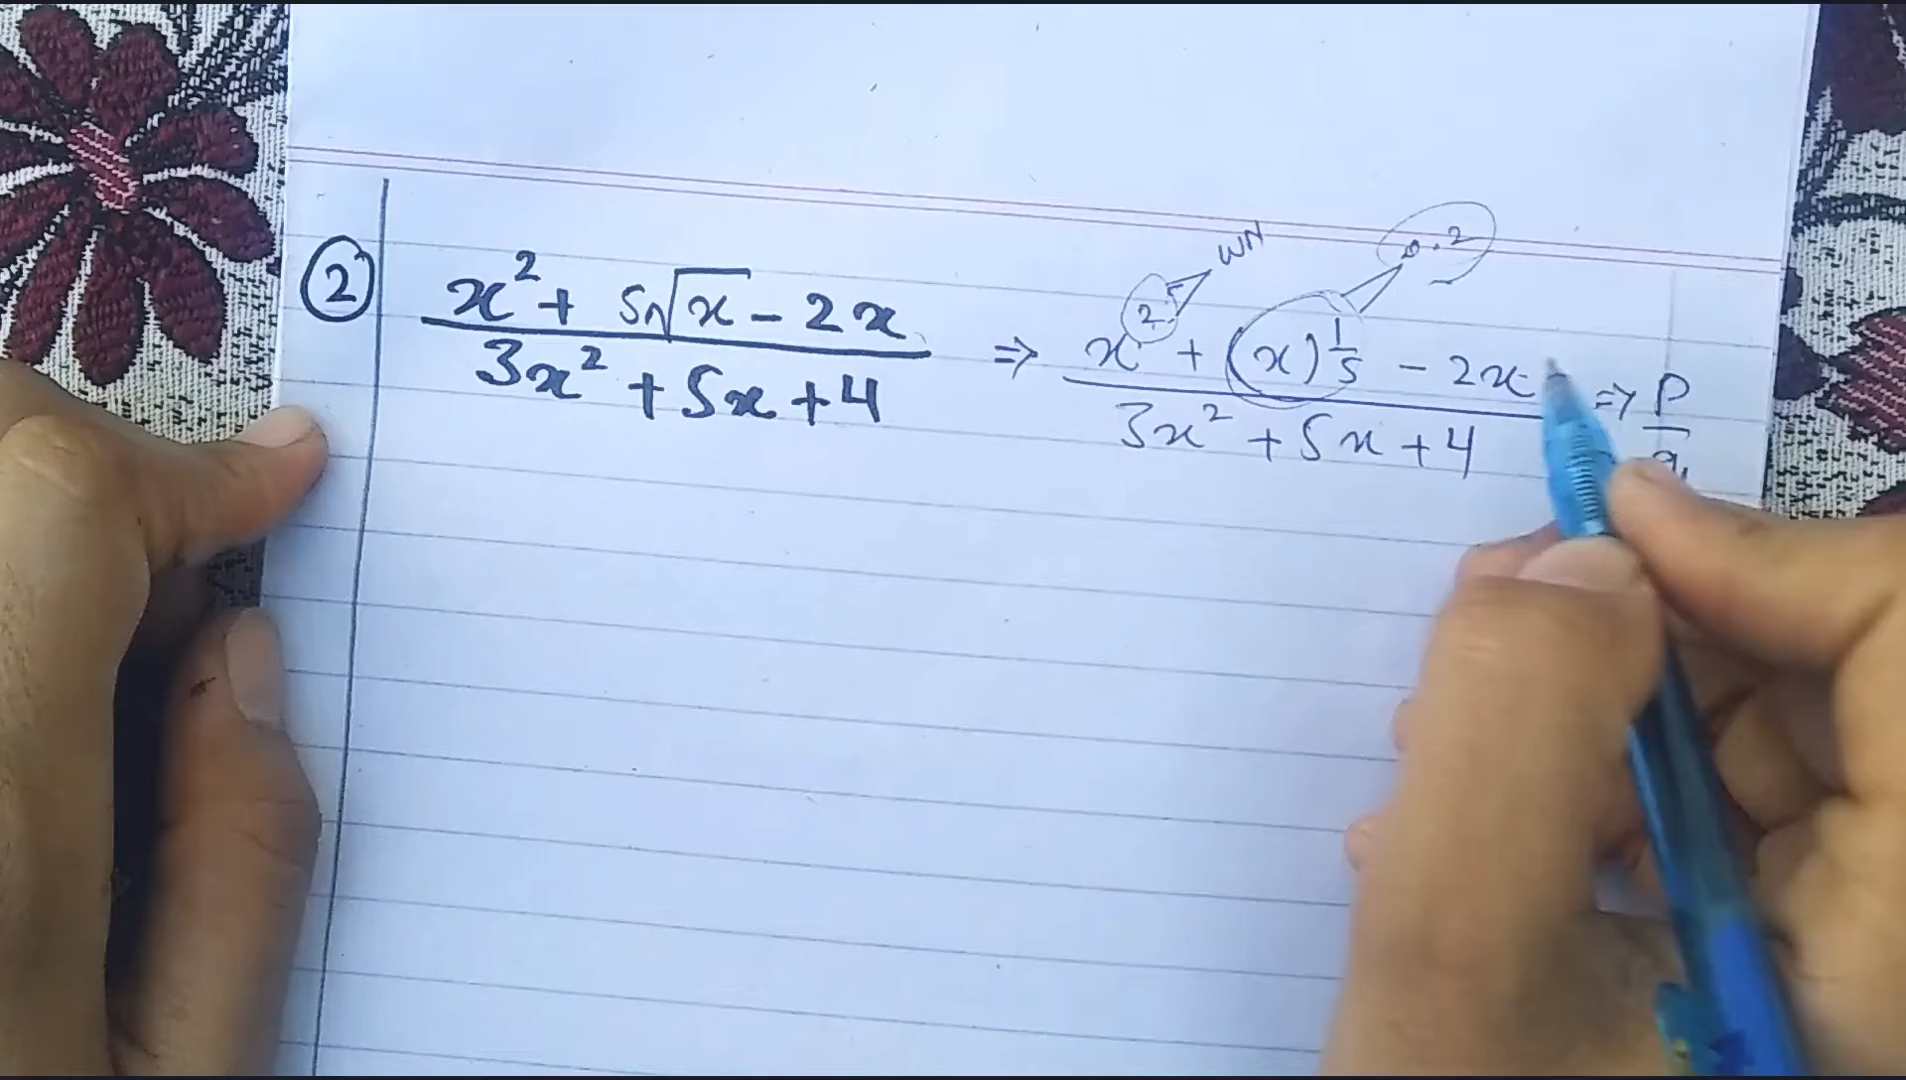 ② (x² + 5√x - 2x)/(3x² + 5x + 4) ⇒ (x² + (x)^(1/5) - 2x)/(3x² + 5x + 4) ⇒ P/q
2 WN
0.2